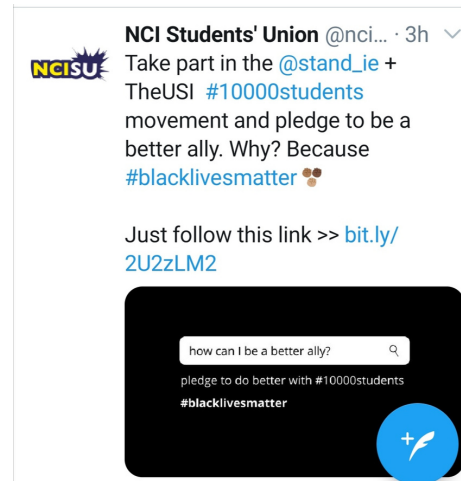 NCI Students' Union @nci... · 3h
NCISU
Take part in the @stand_ie +
TheUSI #10000students
movement and pledge to be a
better ally. Why? Because
#blacklivesmatter
Just follow this link >> bit.ly/
2U2zLM2
how can I be a better ally?
pledge to do better with #10000students
#blacklivesmatter